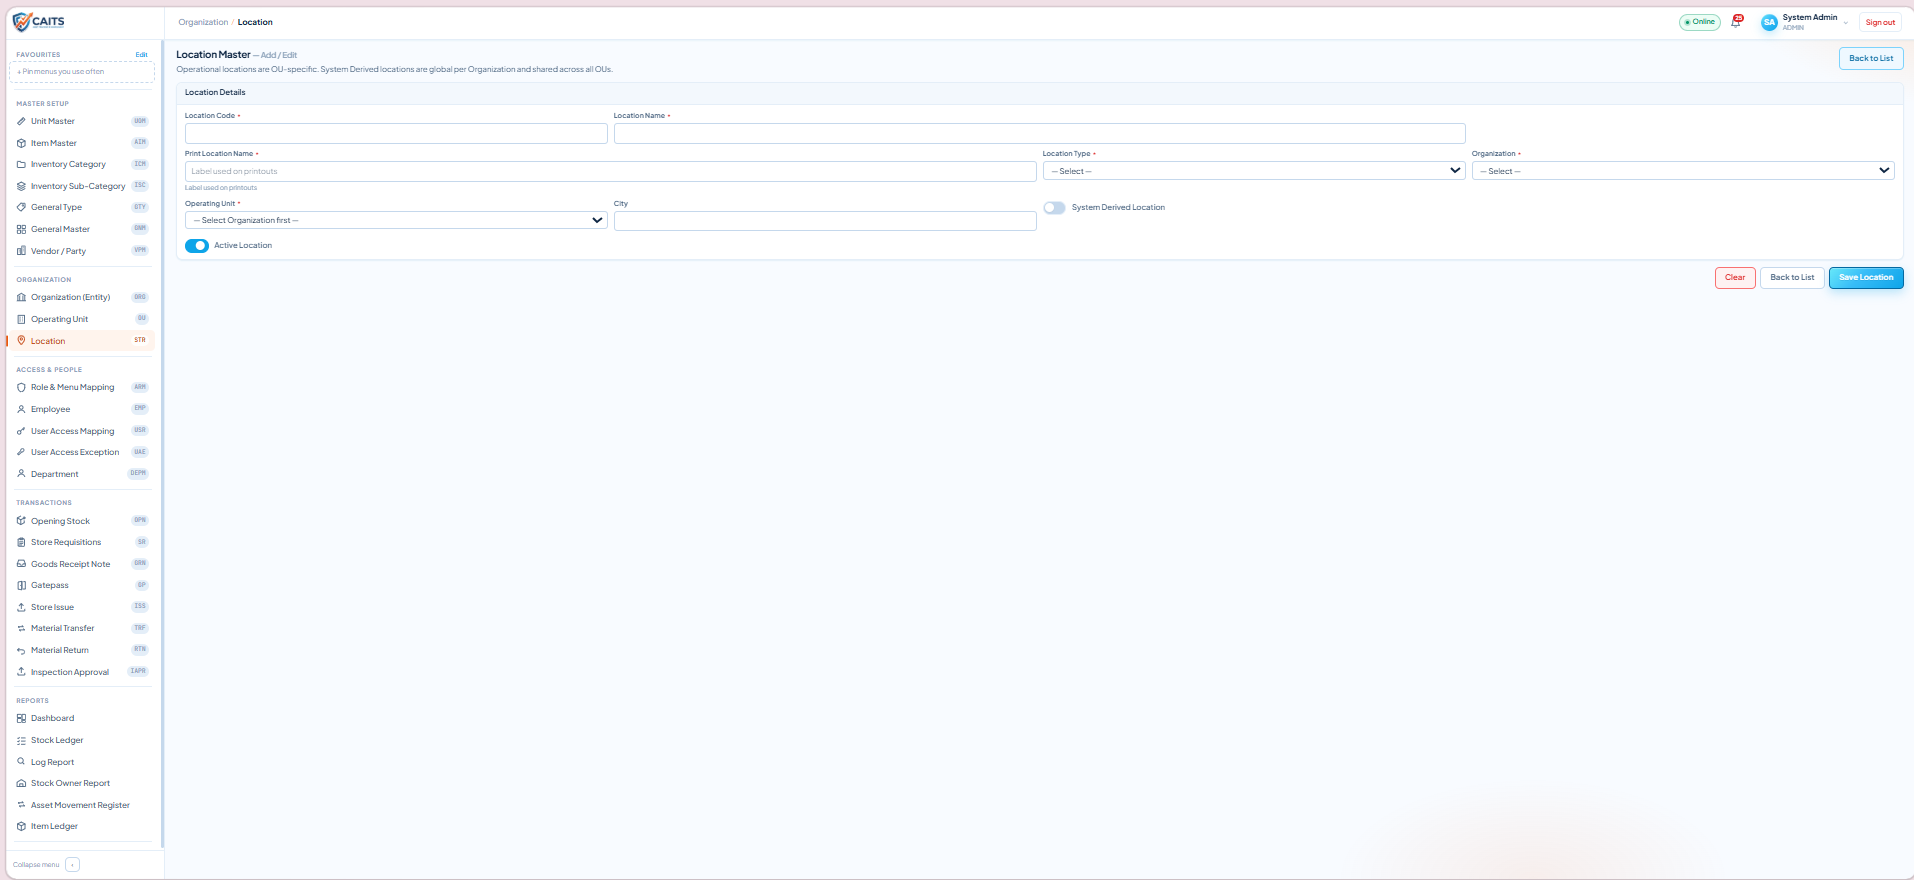 CAITS
Organization / Location
Online
25
SA
System Admin
ADMIN
Sign out
FAVOURITES
Edit
+ Pin menus you use often
MASTER SETUP
Unit Master UOM
Item Master AIM
Inventory Category ICM
Inventory Sub-Category ISC
General Type GTY
General Master GNM
Vendor / Party VPM
ORGANIZATION
Organization (Entity) ORG
Operating Unit OU
Location STR
ACCESS & PEOPLE
Role & Menu Mapping ARM
Employee EMP
User Access Mapping USR
User Access Exception UAE
Department DEPM
TRANSACTIONS
Opening Stock OPN
Store Requisitions SR
Goods Receipt Note GRN
Gatepass GP
Store Issue ISS
Material Transfer TRF
Material Return RTN
Inspection Approval IAPR
REPORTS
Dashboard
Stock Ledger
Log Report
Stock Owner Report
Asset Movement Register
Item Ledger
Collapse menu
Location Master — Add / Edit
Operational locations are OU-specific. System Derived locations are global per Organization and shared across all OUs.
Back to List
Location Details
Location Code *
Location Name *
Print Location Name *
Label used on printouts
Label used on printouts
Location Type *
— Select —
Organization *
— Select —
Operating Unit *
— Select Organization first —
City
System Derived Location
Active Location
Clear
Back to List
Save Location